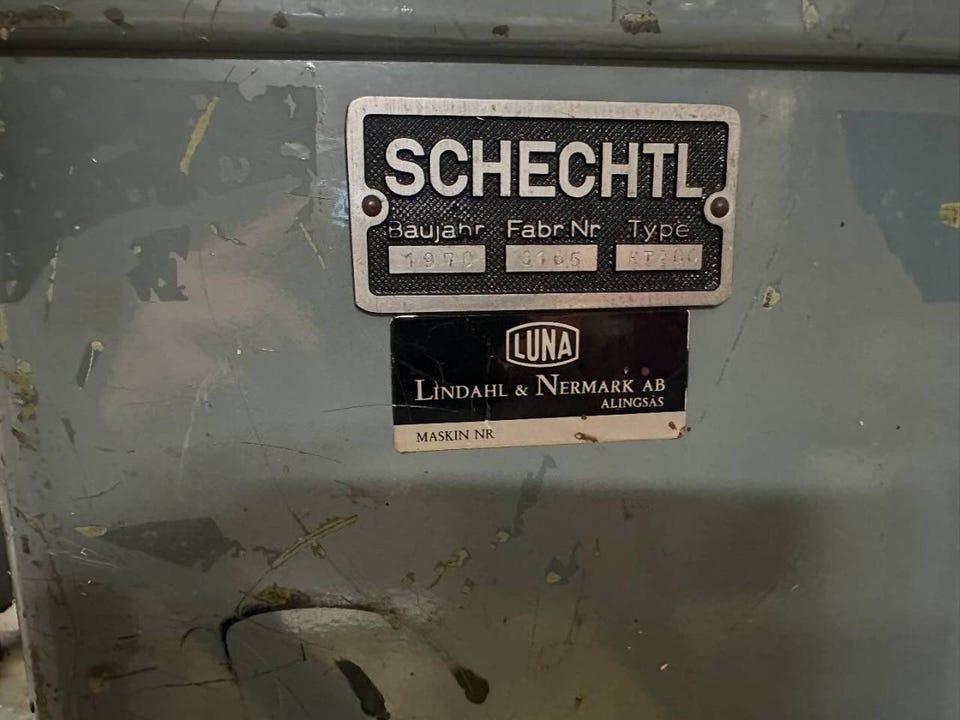 SCHECHTL
Baujahr Fabr Nr Type
1970
LUNA
LINDAHL & NERMARK AB
ALINGSÅS
MASKIN NR